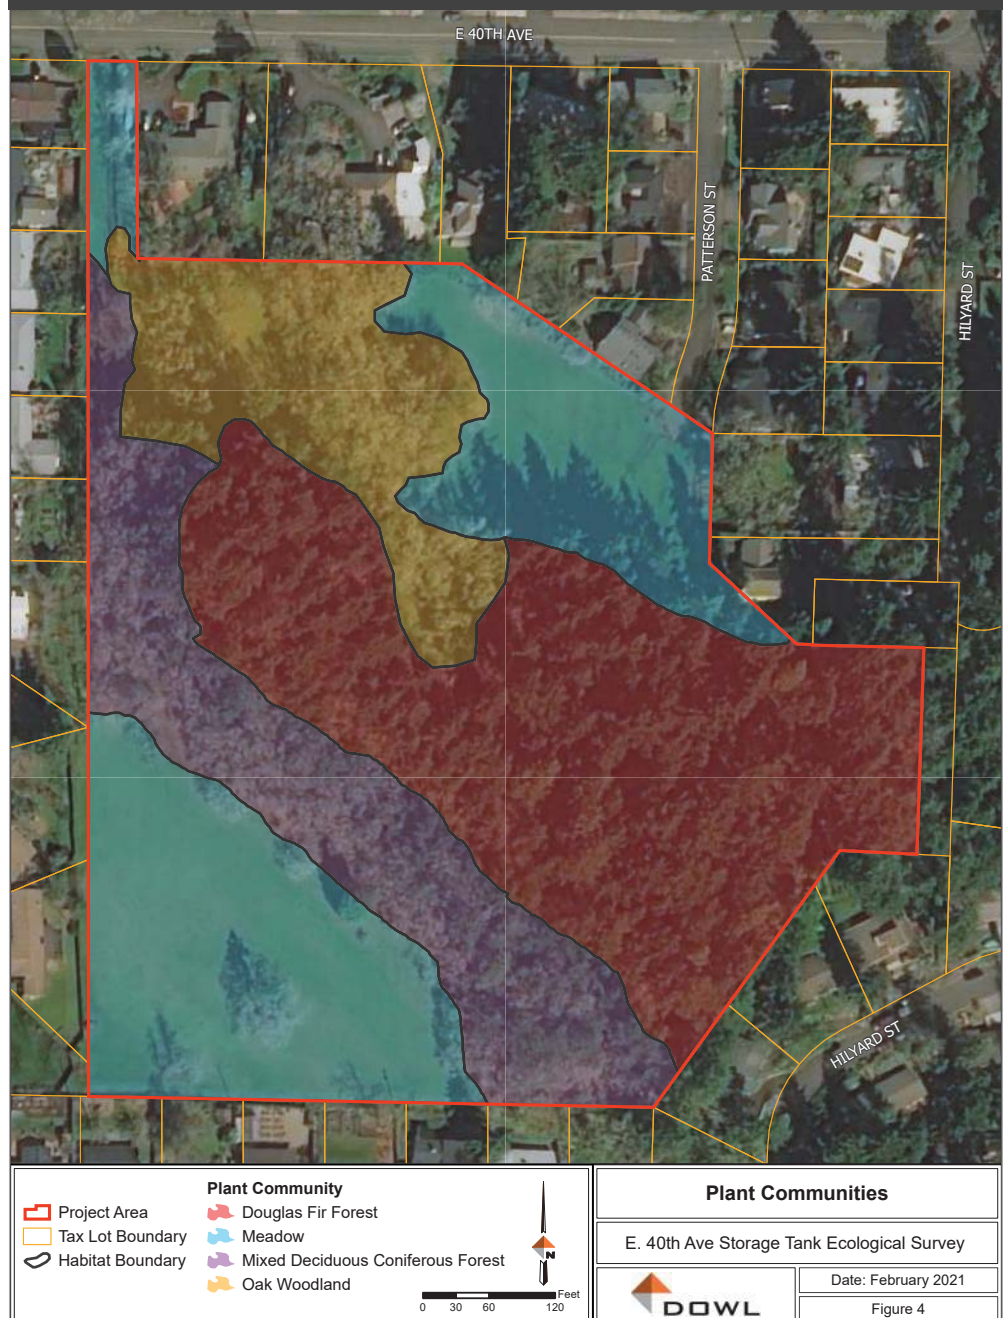 E 40TH AVE
PATTERSON ST
HILYARD ST
HILYARD ST
Project Area
Tax Lot Boundary
Habitat Boundary
Plant Community
Douglas Fir Forest
Meadow
Mixed Deciduous Coniferous Forest
Oak Woodland
N
Feet
0 30 60 120
Plant Communities
E. 40th Ave Storage Tank Ecological Survey
DOWL
Date: February 2021
Figure 4